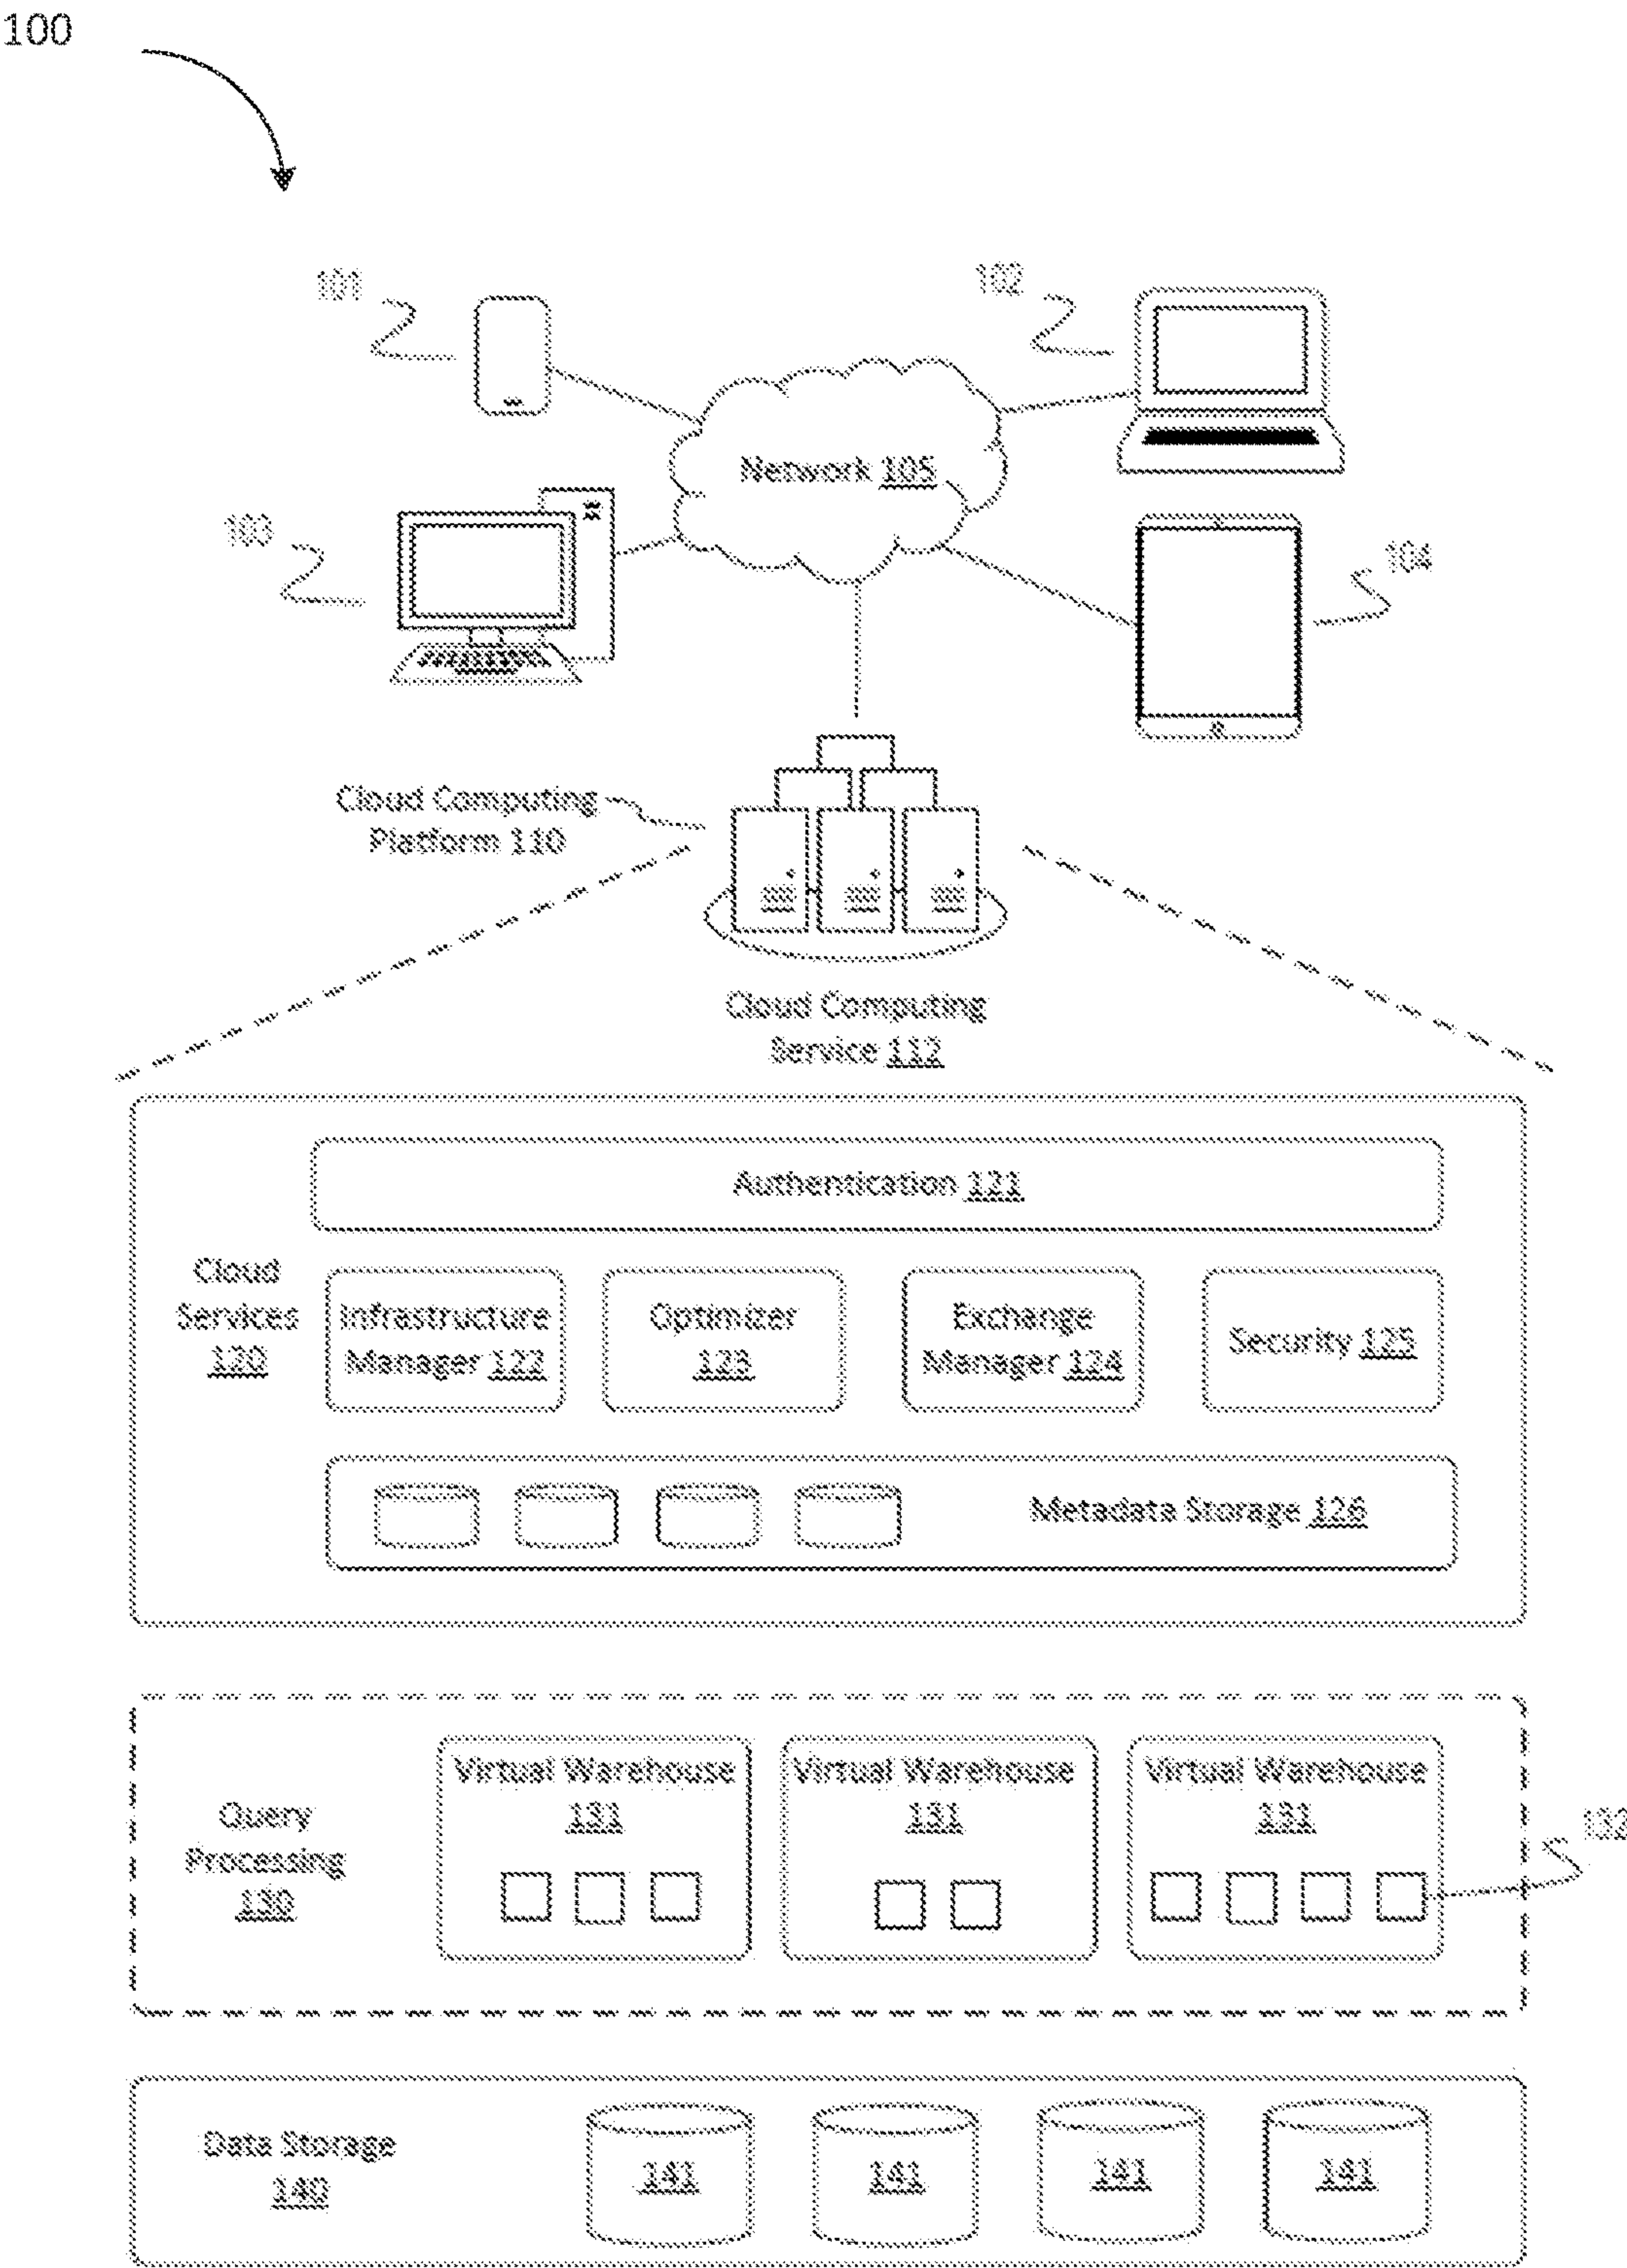 100
101
102
Network 105
103
104
Cloud Computing
Platform 110
Cloud Computing
Service 112
Authentication 121
Cloud
Services
120
Infrastructure
Manager 122
Optimizer
123
Exchange
Manager 124
Security 125
Metadata Storage 126
Query
Processing
130
Virtual Warehouse
131
Virtual Warehouse
131
Virtual Warehouse
131
132
Data Storage
140
141
141
141
141